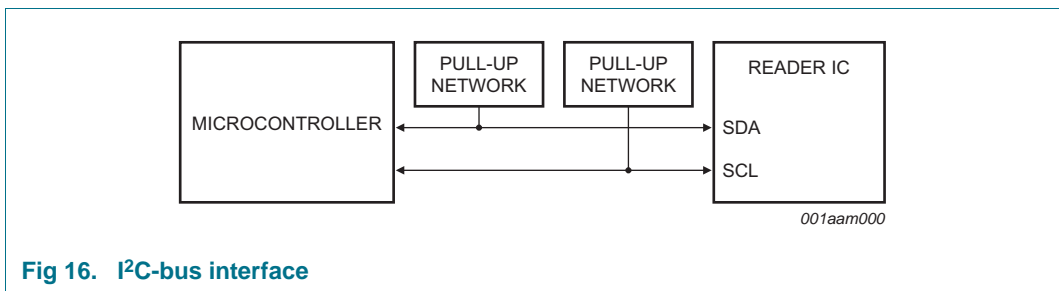 PULL-UP
NETWORK
PULL-UP
NETWORK
READER IC
MICROCONTROLLER
SDA
SCL
001aam000
Fig 16. I²C-bus interface